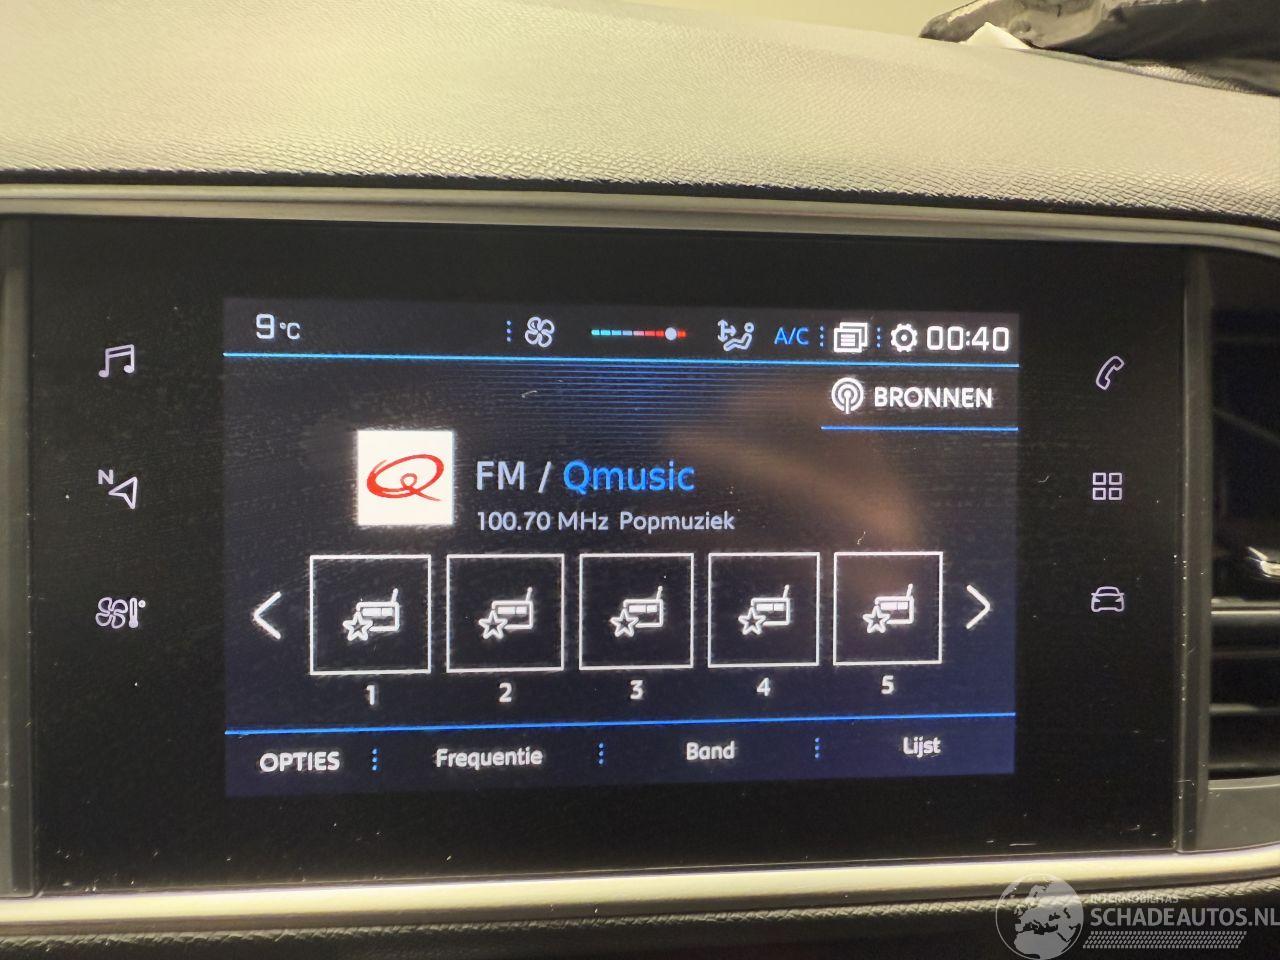 9°C A/C 00:40
BRONNEN
FM / Qmusic
100.70 MHz Popmuziek
N
1 2 3 4 5
OPTIES Frequentie Band Lijst
INTERMOBILITAS
SCHADEAUTOS.NL